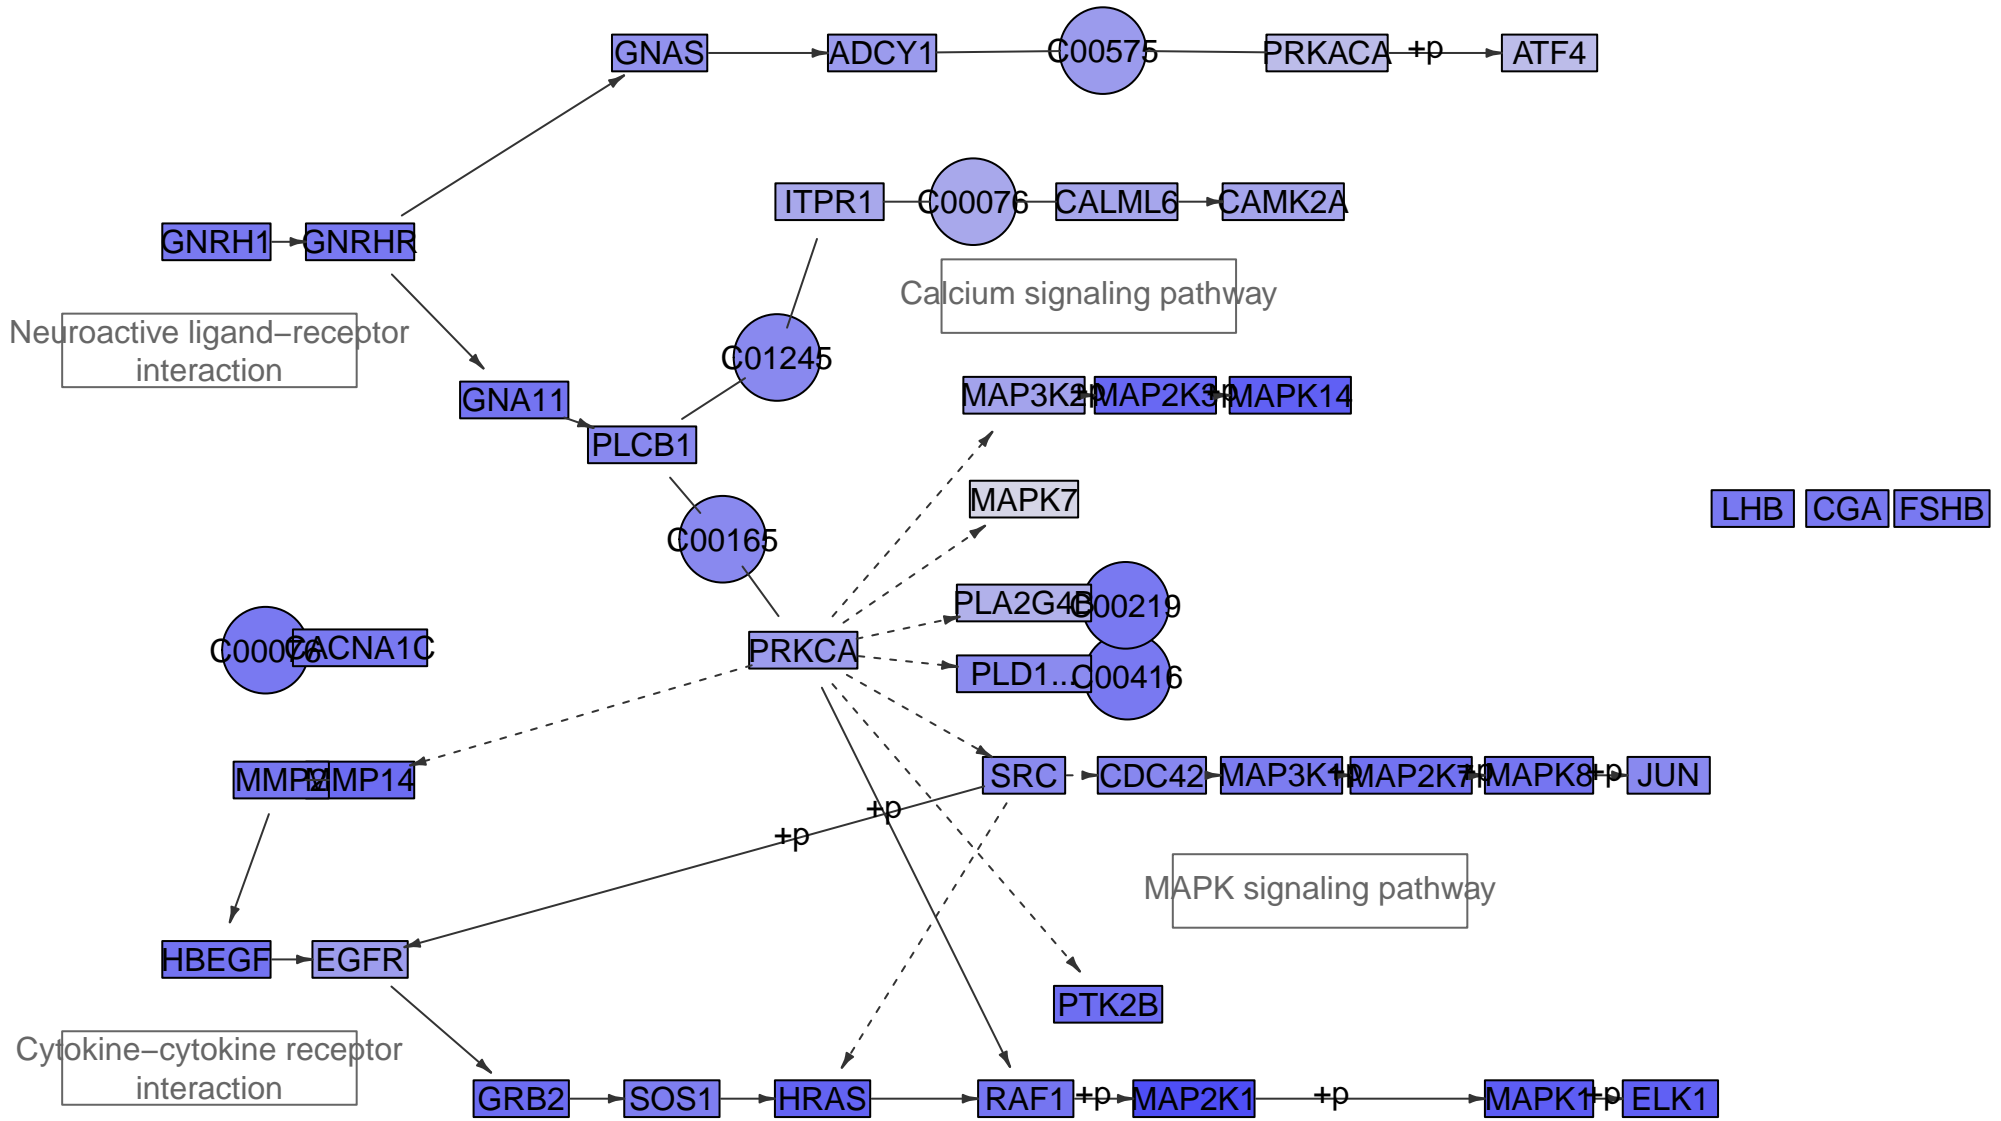 GNAS
ADCY1
C00575
PRKACA
+p
ATF4
ITPR1
C00076
CALML6
CAMK2A
GNRH1
GNRHR
Calcium signaling pathway
Neuroactive ligand–receptor
interaction
C01245
GNA11
MAP3K2
+p
MAP2K3
+p
MAPK14
PLCB1
MAPK7
LHB
CGA
FSHB
C00165
PLA2G4B
C00219
C00076
CACNA1C
PRKCA
PLD1...
C00416
MMP2
MMP14
SRC
CDC42
MAP3K1
+p
MAP2K7
+p
MAPK8
+p
JUN
+p
+p
MAPK signaling pathway
HBEGF
EGFR
PTK2B
Cytokine–cytokine receptor
interaction
GRB2
SOS1
HRAS
RAF1
+p
MAP2K1
+p
MAPK1
+p
ELK1